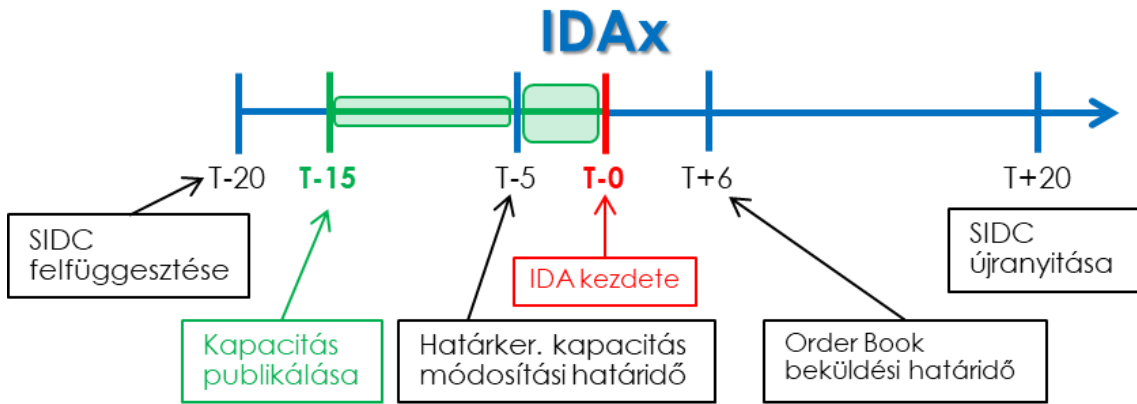 IDAx
T-20
T-15
T-5
T-0
T+6
T+20
SIDC
felfüggesztése
IDA kezdete
SIDC
újranyitása
Kapacitás
publikálása
Határker. kapacitás
módosítási határidő
Order Book
beküldési határidő